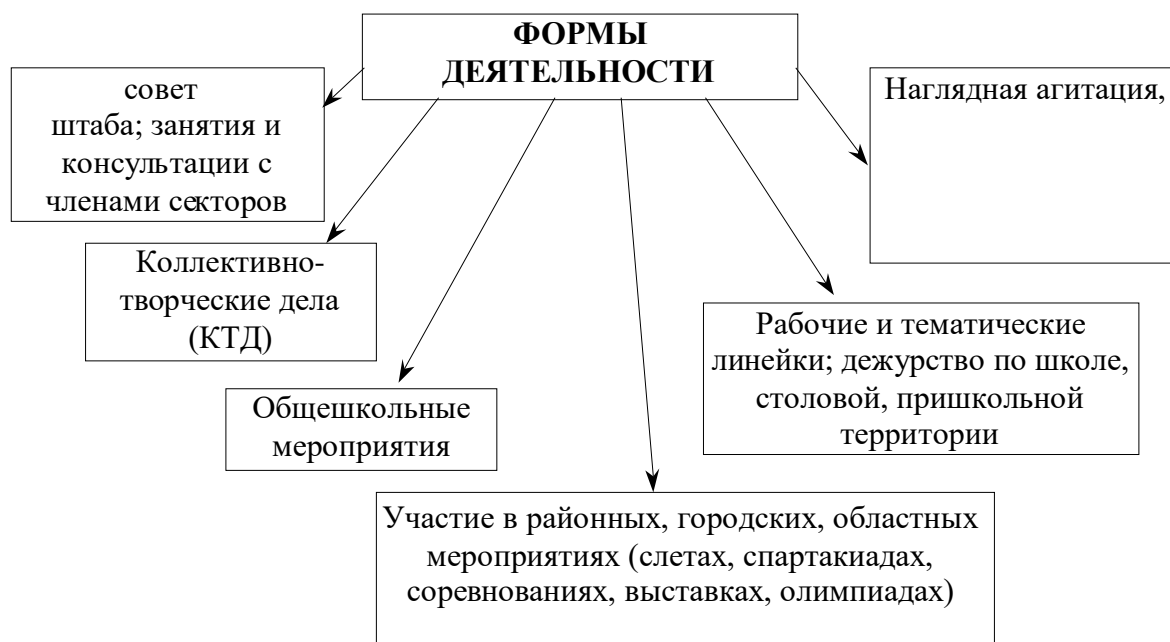 ФОРМЫ
ДЕЯТЕЛЬНОСТИ
совет
штаба; занятия и
консультации с
членами секторов
Наглядная агитация,
Коллективно-
творческие дела
(КТД)
Рабочие и тематические
линейки; дежурство по школе,
столовой, пришкольной
территории
Общешкольные
мероприятия
Участие в районных, городских, областных
мероприятиях (слетах, спартакиадах,
соревнованиях, выставках, олимпиадах)